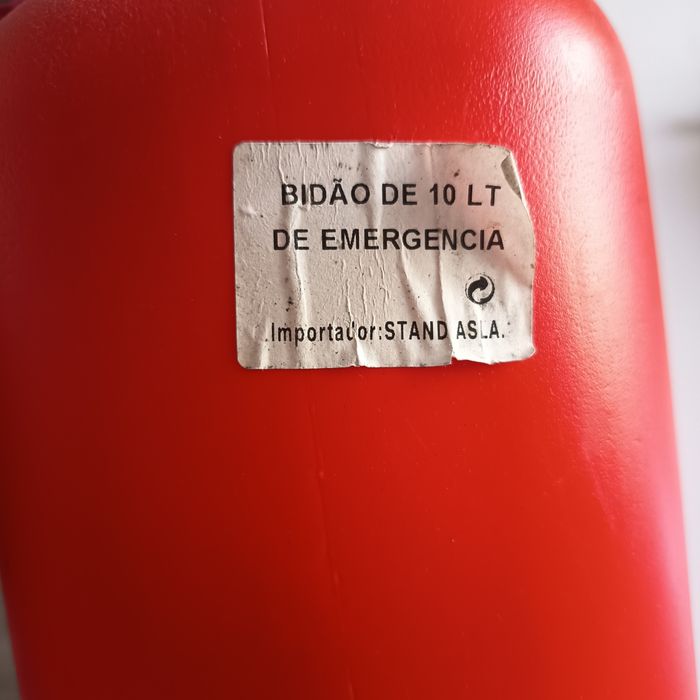 BIDÃO DE 10 LT
DE EMERGENCIA
.Importador:STAND ASLA.